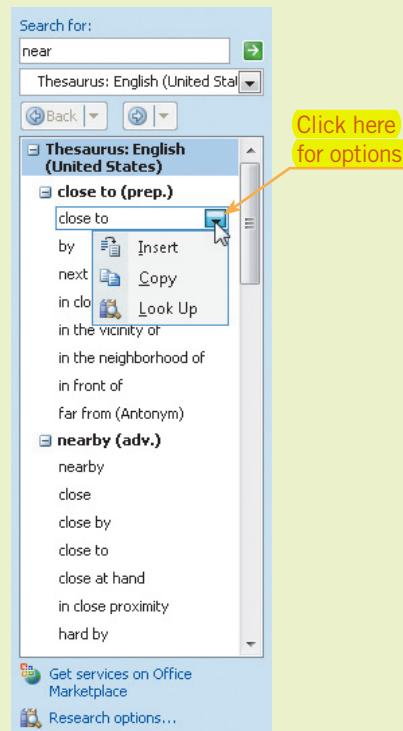 Search for:
near
Thesaurus: English (United Stat
Back
Thesaurus: English
(United States)
close to (prep.)
close to
by
Insert
next
Copy
in clo
Look Up
in the vicinity of
in the neighborhood of
in front of
far from (Antonym)
nearby (adv.)
nearby
close
close by
close to
close at hand
in close proximity
hard by
Get services on Office
Marketplace
Research options...
Click here
for options